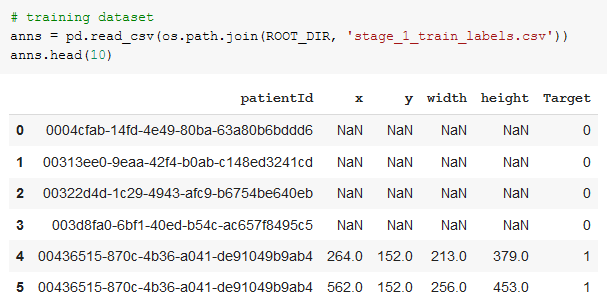 # training dataset
anns = pd.read_csv(os.path.join(ROOT_DIR, 'stage_1_train_labels.csv'))
anns.head(10)
patientId x y width height Target
0 0004cfab-14fd-4e49-80ba-63a80b6bddd6 NaN NaN NaN NaN 0
1 00313ee0-9eaa-42f4-b0ab-c148ed3241cd NaN NaN NaN NaN 0
2 00322d4d-1c29-4943-afc9-b6754be640eb NaN NaN NaN NaN 0
3 003d8fa0-6bf1-40ed-b54c-ac657f8495c5 NaN NaN NaN NaN 0
4 00436515-870c-4b36-a041-de91049b9ab4 264.0 152.0 213.0 379.0 1
5 00436515-870c-4b36-a041-de91049b9ab4 562.0 152.0 256.0 453.0 1